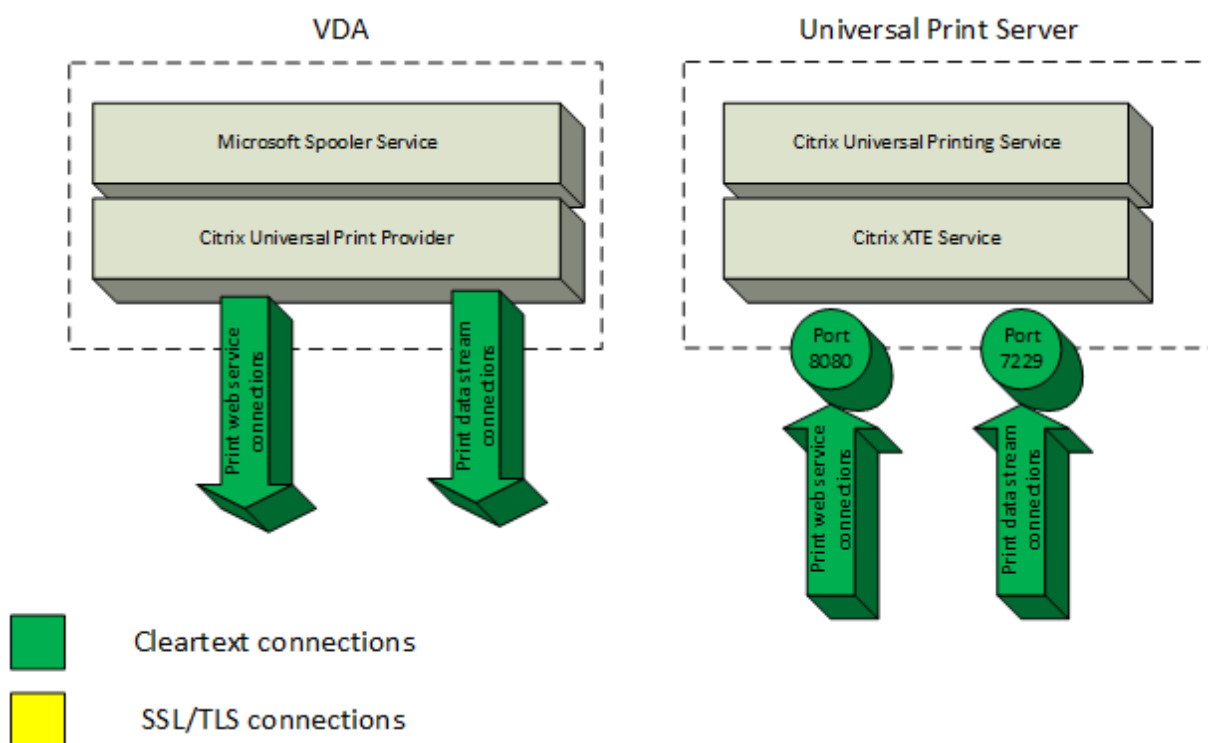 VDA
Universal Print Server
Microsoft Spooler Service
Citrix Universal Print Provider
Citrix Universal Printing Service
Citrix XTE Service
Print web service
connections
Print data stream
connections
Port
8080
Port
7229
Print web service
connections
Print data stream
connections
Cleartext connections
SSL/TLS connections